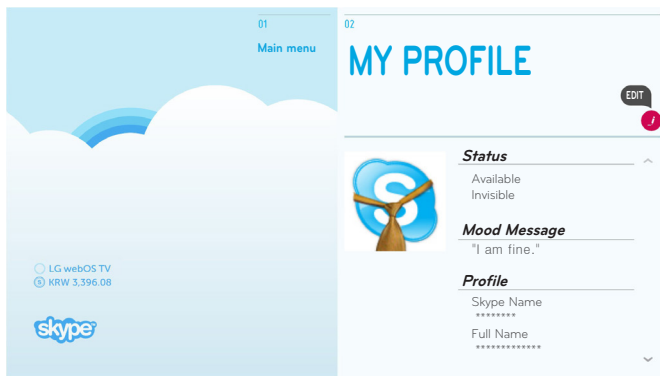 01
Main menu
LG webOS TV
S KRW 3,396.08
skype
02
MY PROFILE
EDIT
i
S
Status
Available
Invisible
Mood Message
"I am fine."
Profile
Skype Name
********
Full Name
*************